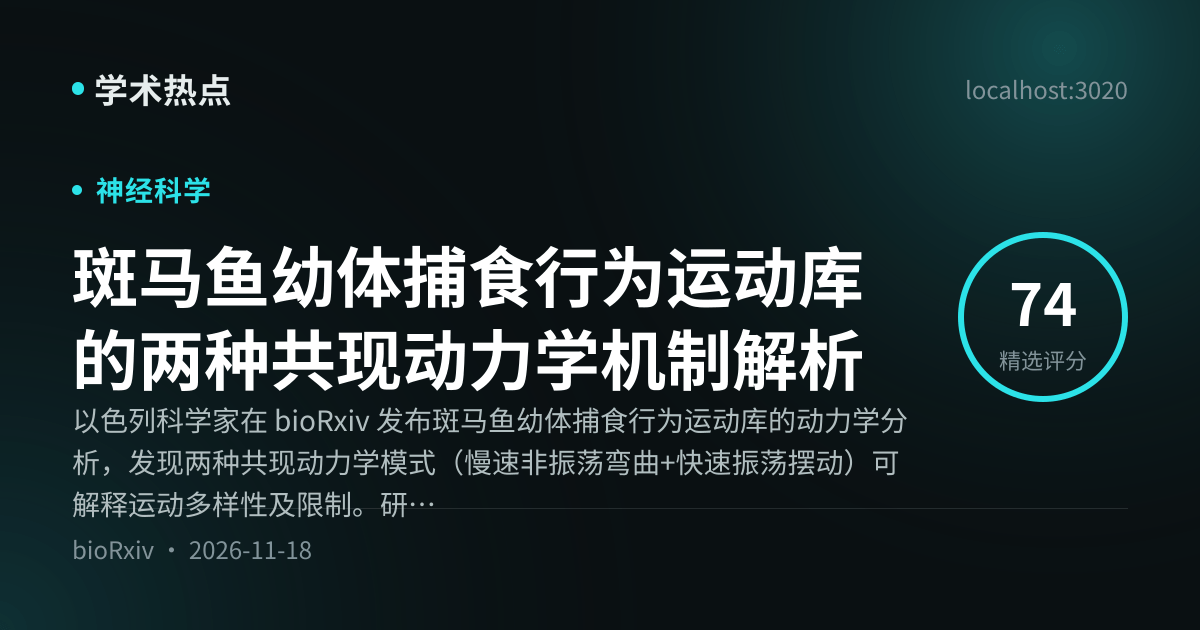 学术热点
localhost:3020
神经科学
斑马鱼幼体捕食行为运动库
的两种共现动力学机制解析
74
精选评分
以色列科学家在 bioRxiv 发布斑马鱼幼体捕食行为运动库的动力学分
析，发现两种共现动力学模式（慢速非振荡弯曲+快速振荡摆动）可
解释运动多样性及限制。研…
bioRxiv · 2026-11-18